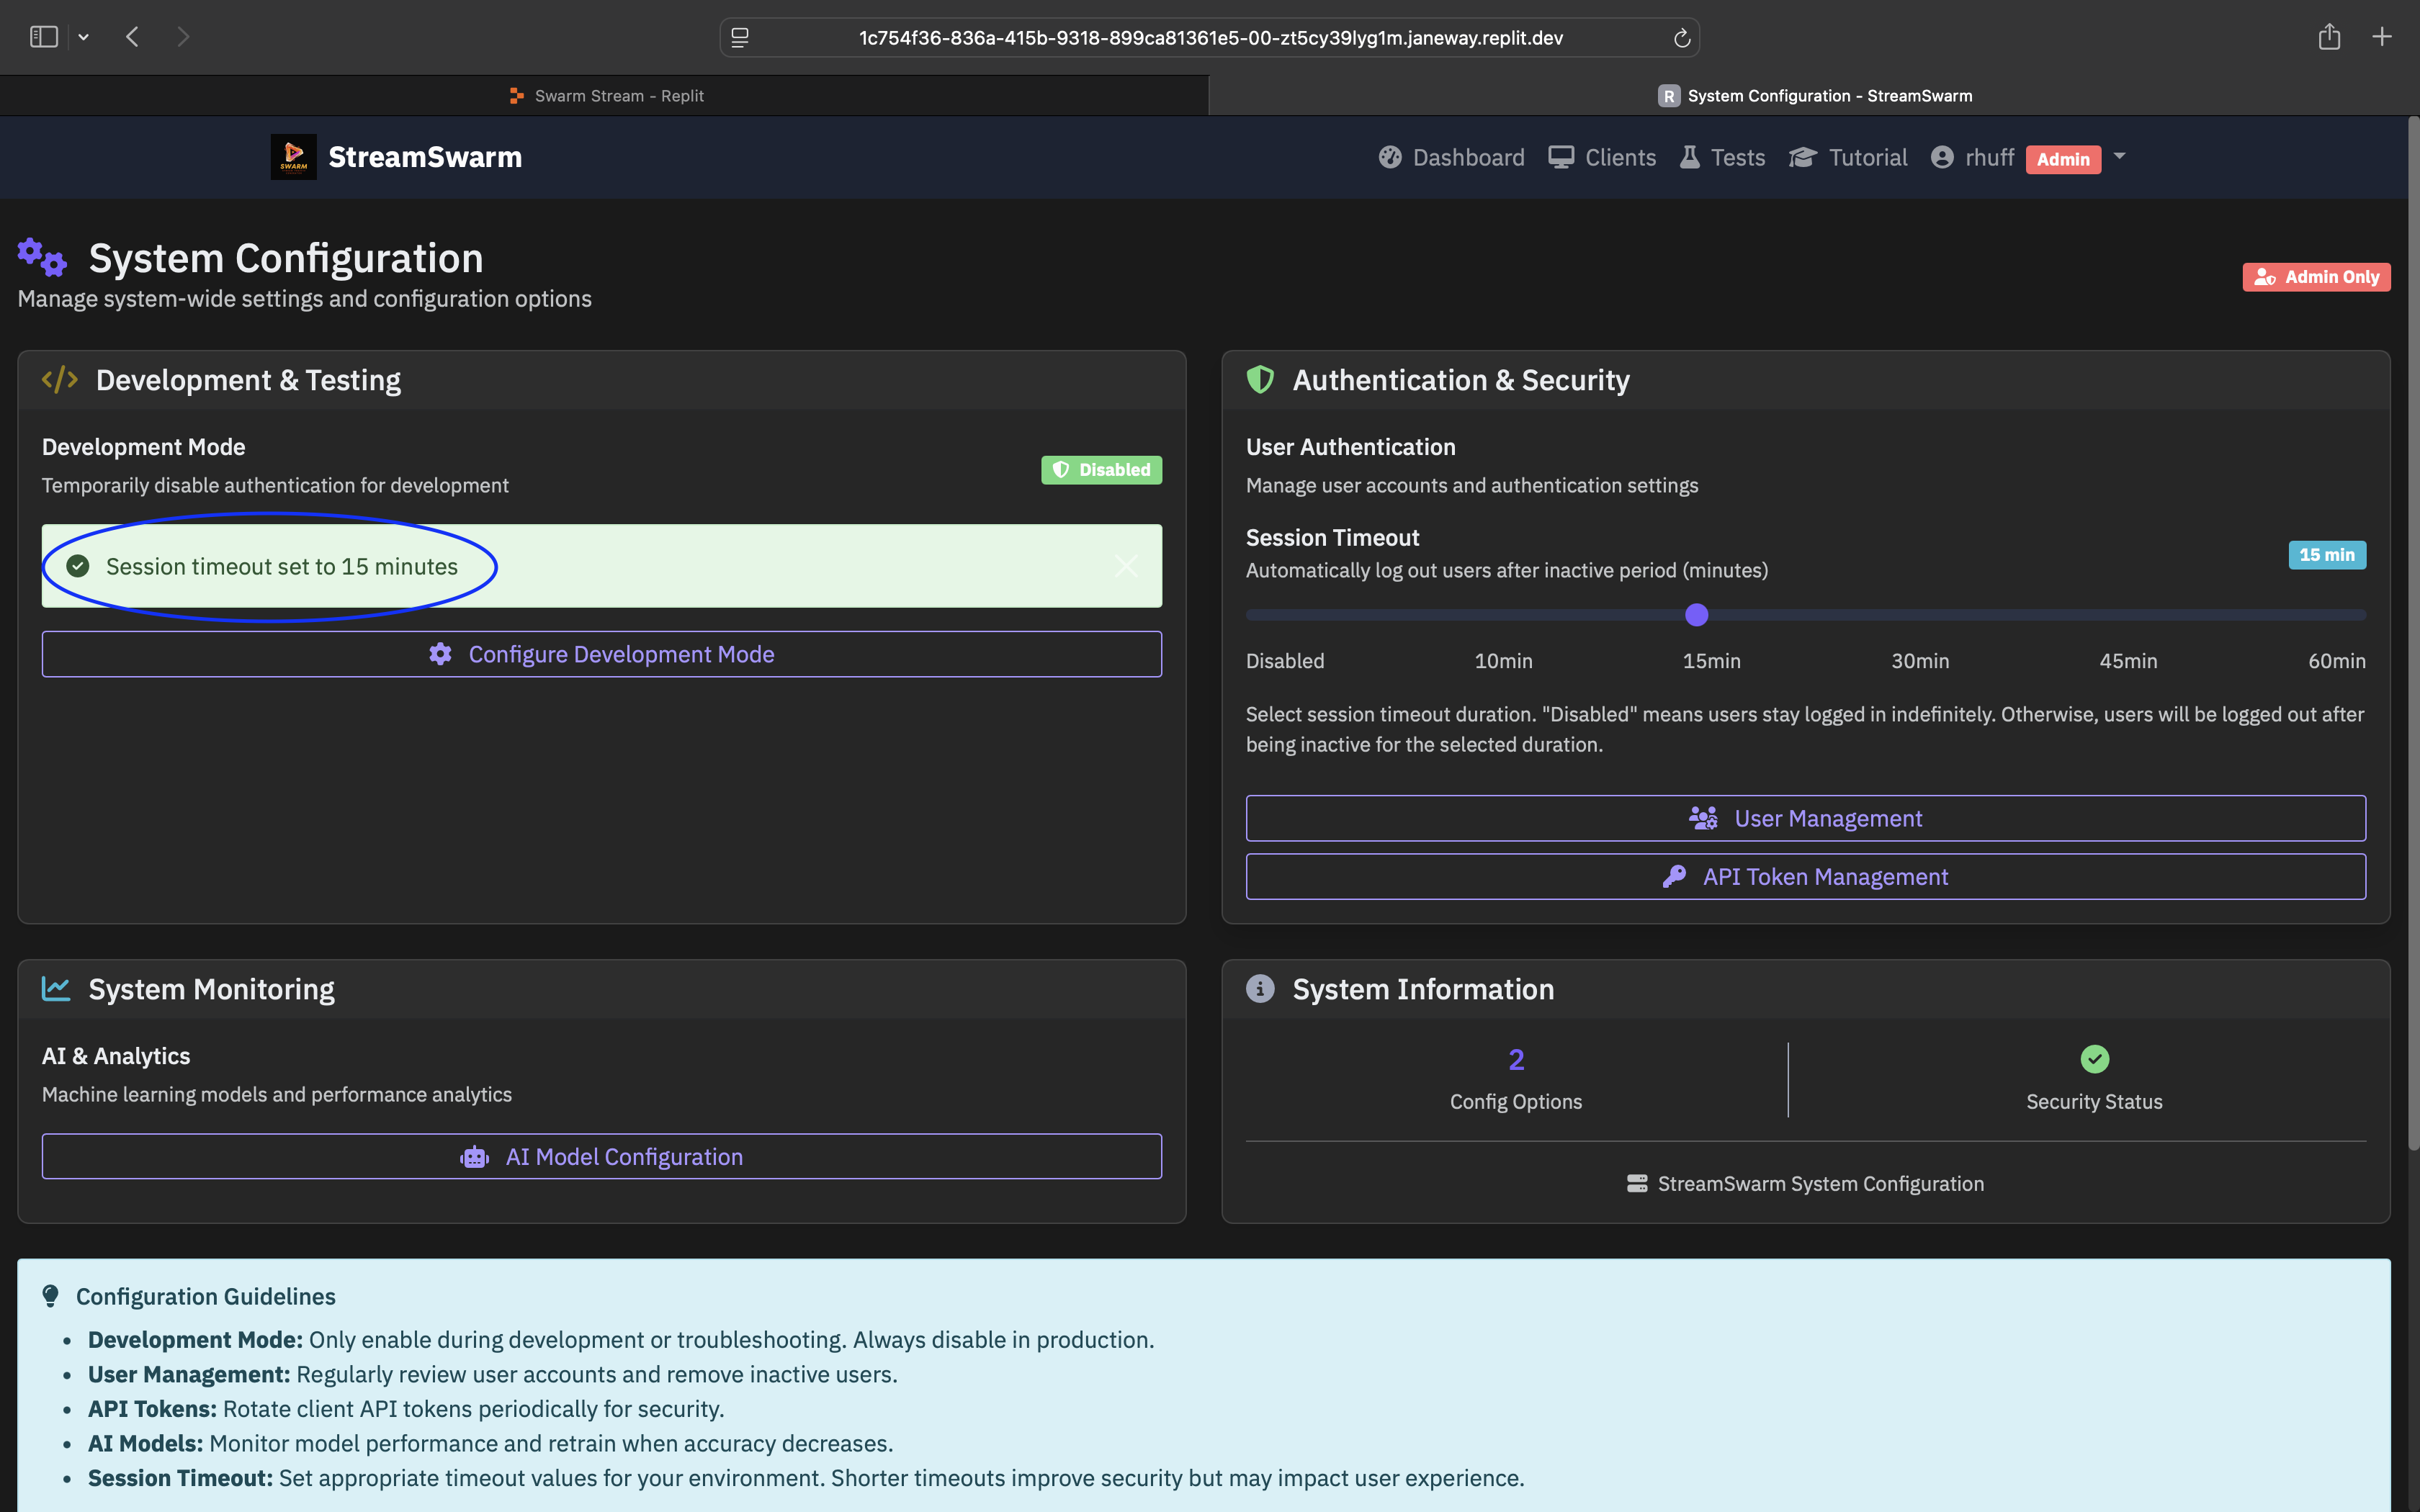 1c754f36-836a-415b-9318-899ca81361e5-00-zt5cy39lyg1m.janeway.replit.dev
Swarm Stream - Replit
R System Configuration - StreamSwarm
SWARM
StreamSwarm
Dashboard
Clients
Tests
Tutorial
rhuff
Admin
System Configuration
Manage system-wide settings and configuration options
Admin Only
</> Development & Testing
Development Mode
Temporarily disable authentication for development
Disabled
Session timeout set to 15 minutes
Configure Development Mode
Authentication & Security
User Authentication
Manage user accounts and authentication settings
Session Timeout
Automatically log out users after inactive period (minutes)
15 min
Disabled 10min 15min 30min 45min 60min
Select session timeout duration. "Disabled" means users stay logged in indefinitely. Otherwise, users will be logged out after
being inactive for the selected duration.
User Management
API Token Management
System Monitoring
AI & Analytics
Machine learning models and performance analytics
AI Model Configuration
System Information
2
Config Options
Security Status
StreamSwarm System Configuration
Configuration Guidelines
• Development Mode: Only enable during development or troubleshooting. Always disable in production.
• User Management: Regularly review user accounts and remove inactive users.
• API Tokens: Rotate client API tokens periodically for security.
• AI Models: Monitor model performance and retrain when accuracy decreases.
• Session Timeout: Set appropriate timeout values for your environment. Shorter timeouts improve security but may impact user experience.